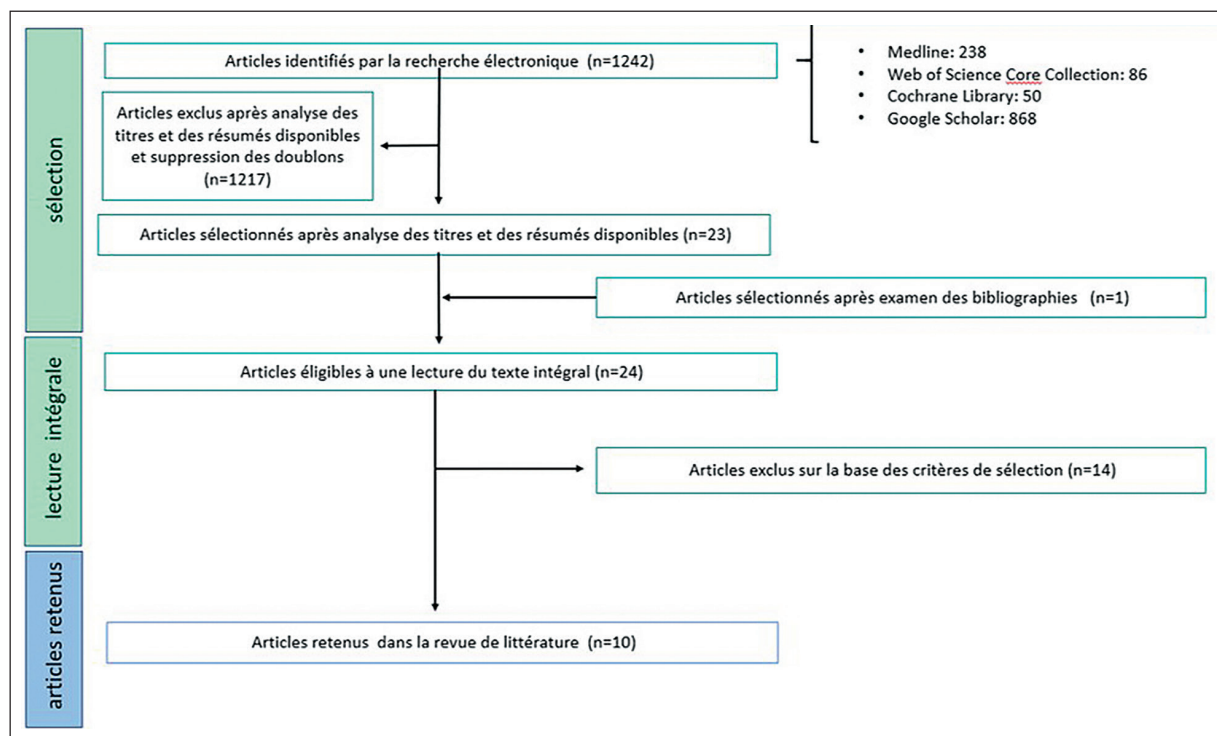 Articles identifiés par la recherche électronique (n=1242)
• Medline: 238
• Web of Science Core Collection: 86
• Cochrane Library: 50
• Google Scholar: 868
Articles exclus après analyse des
titres et des résumés disponibles
et suppression des doublons
(n=1217)
sélection
Articles sélectionnés après analyse des titres et des résumés disponibles (n=23)
Articles sélectionnés après examen des bibliographies (n=1)
lecture intégrale
Articles éligibles à une lecture du texte intégral (n=24)
Articles exclus sur la base des critères de sélection (n=14)
articles retenus
Articles retenus dans la revue de littérature (n=10)